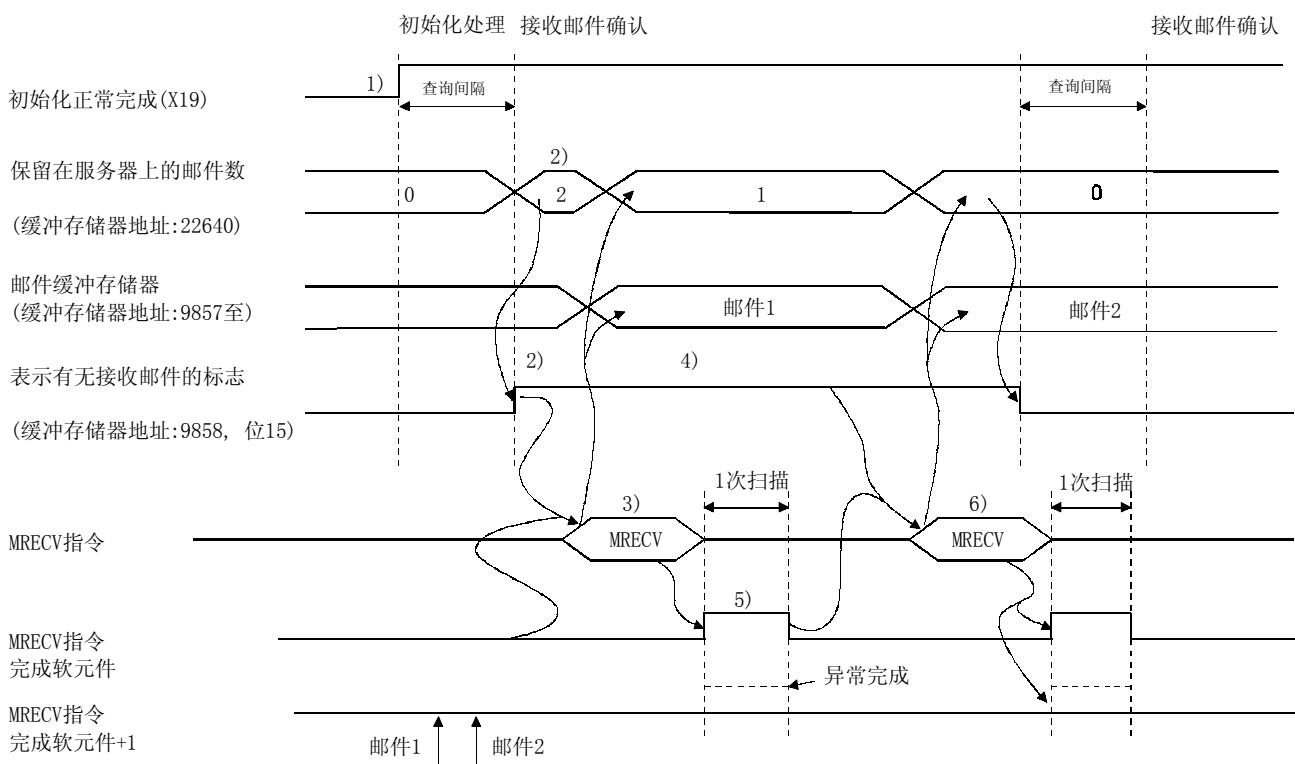 初始化处理 接收邮件确认 接收邮件确认
1)
查询间隔 查询间隔
初始化正常完成(X19)
保留在服务器上的邮件数
2)
0 2 1 0
(缓冲存储器地址:22640)
邮件缓冲存储器
(缓冲存储器地址:9857至)
邮件1 邮件2
2) 4)
表示有无接收邮件的标志
(缓冲存储器地址:9858, 位15)
1次扫描 1次扫描
3) 6)
MRECV指令 MRECV MRECV
5)
MRECV指令
完成软元件
异常完成
MRECV指令
完成软元件+1
邮件1 邮件2